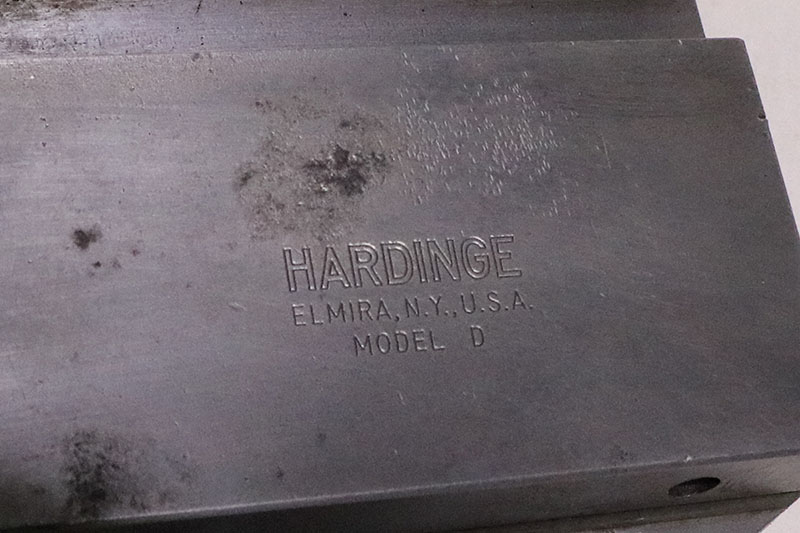 HARDINGE
ELMIRA, N.Y., U.S.A.
MODEL D